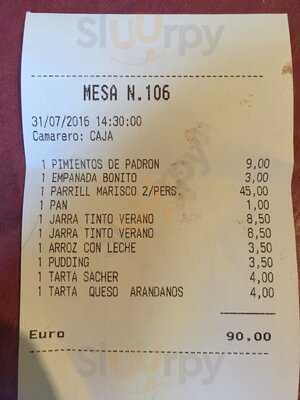 Sluurpy
MESA N.106
31/07/2016 14:30:00
Camarero: CAJA
1 PIMIENTOS DE PADRON 9,00
1 EMPANADA BONITO 3,00
1 PARRILL MARISCO 2/PERS. 45,00
1 PAN 1,00
1 JARRA TINTO VERANO 8,50
1 JARRA TINTO VERANO 8,50
1 ARROZ CON LECHE 3,50
1 PUDDING 3,50
1 TARTA SACHER 4,00
1 TARTA QUESO ARANDANOS 4,00
Euro 90.00
Sluurpy